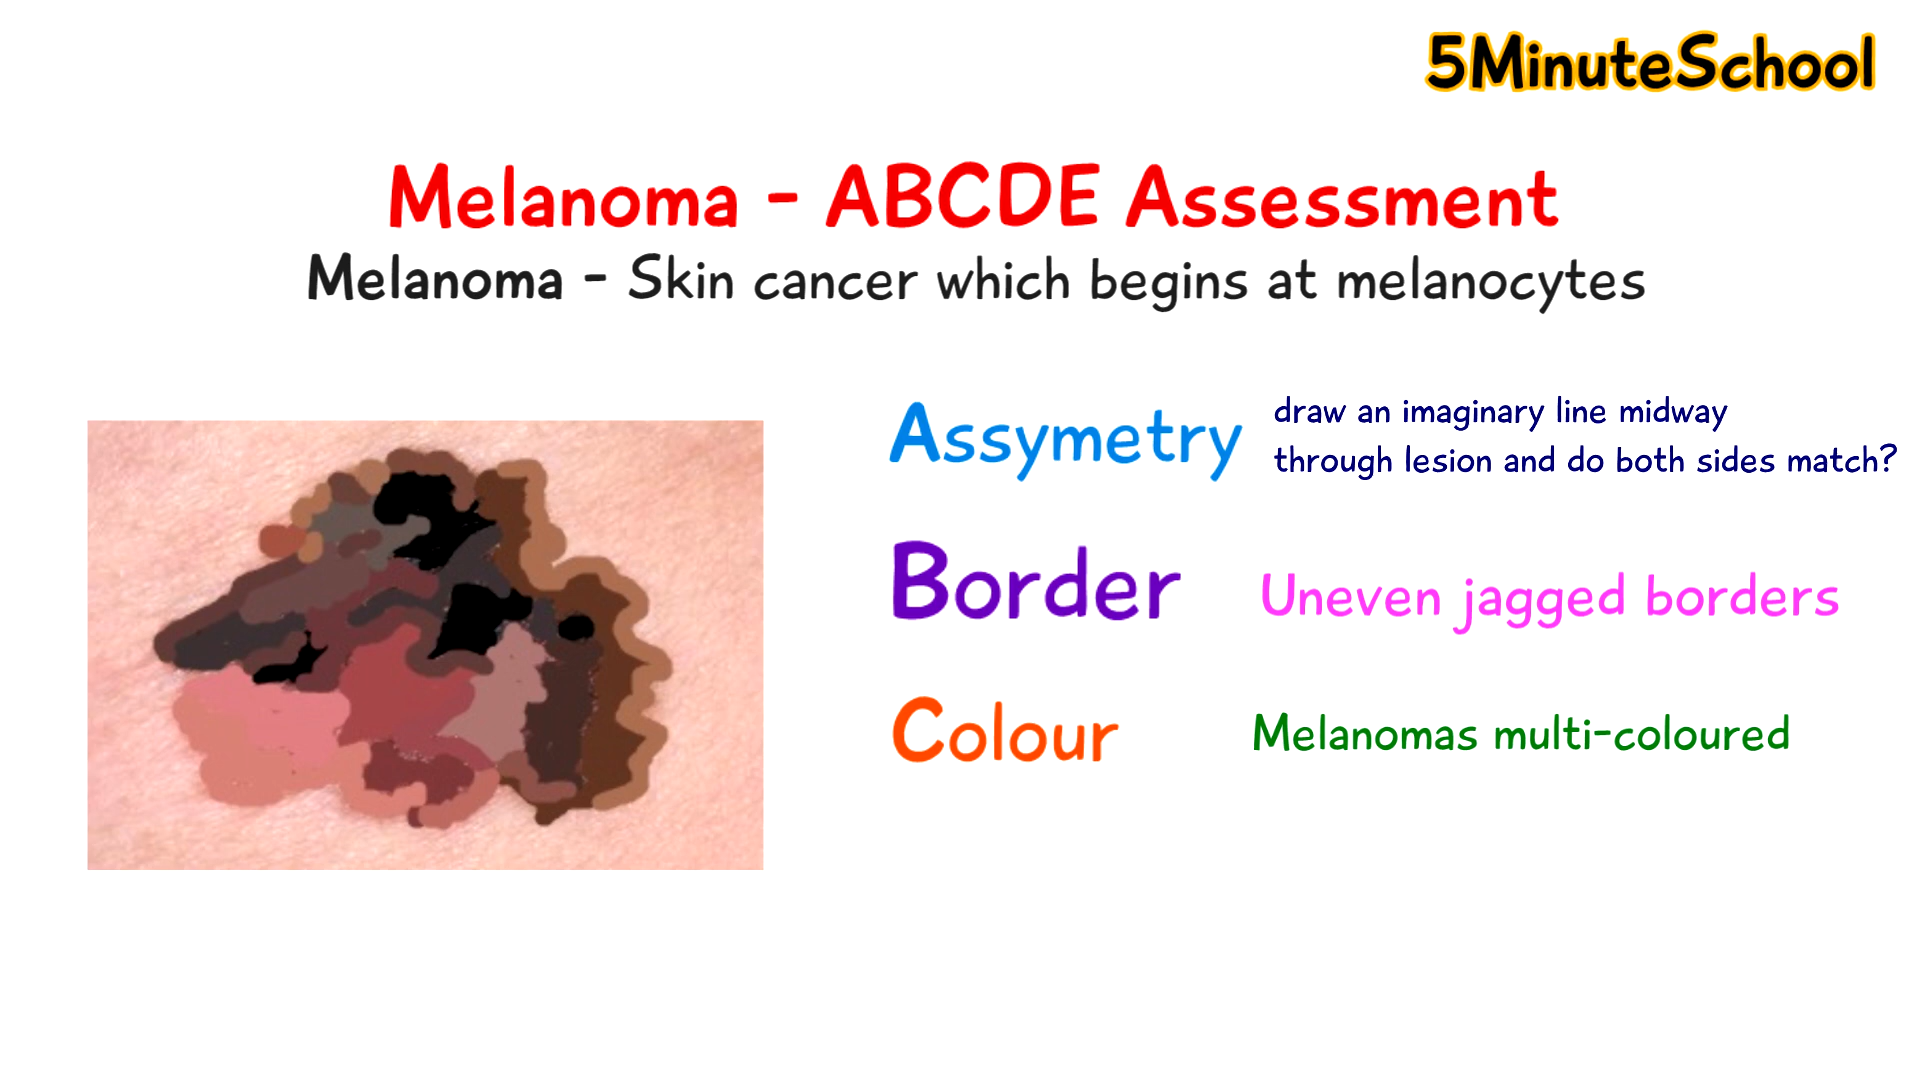 5MinuteSchool
Melanoma - ABCDE Assessment
Melanoma - Skin cancer which begins at melanocytes
Assymetry
draw an imaginary line midway
through lesion and do both sides match?
Border
Uneven jagged borders
Colour
Melanomas multi-coloured